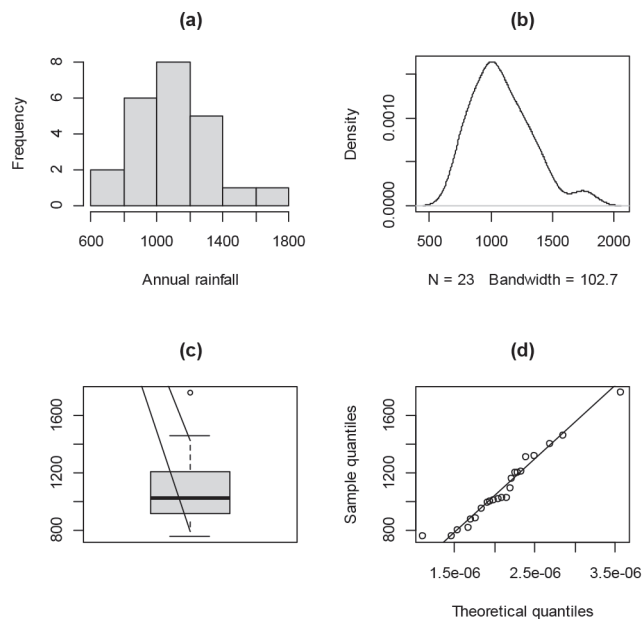 (a)
Frequency
8
6
4
2
0
600 1000 1400 1800
Annual rainfall
(b)
Density
0.0010
0.0000
500 1000 1500 2000
N = 23 Bandwidth = 102.7
(c)
1600
1200
800
(d)
Sample quantiles
1600
1200
800
1.5e-06 2.5e-06 3.5e-06
Theoretical quantiles